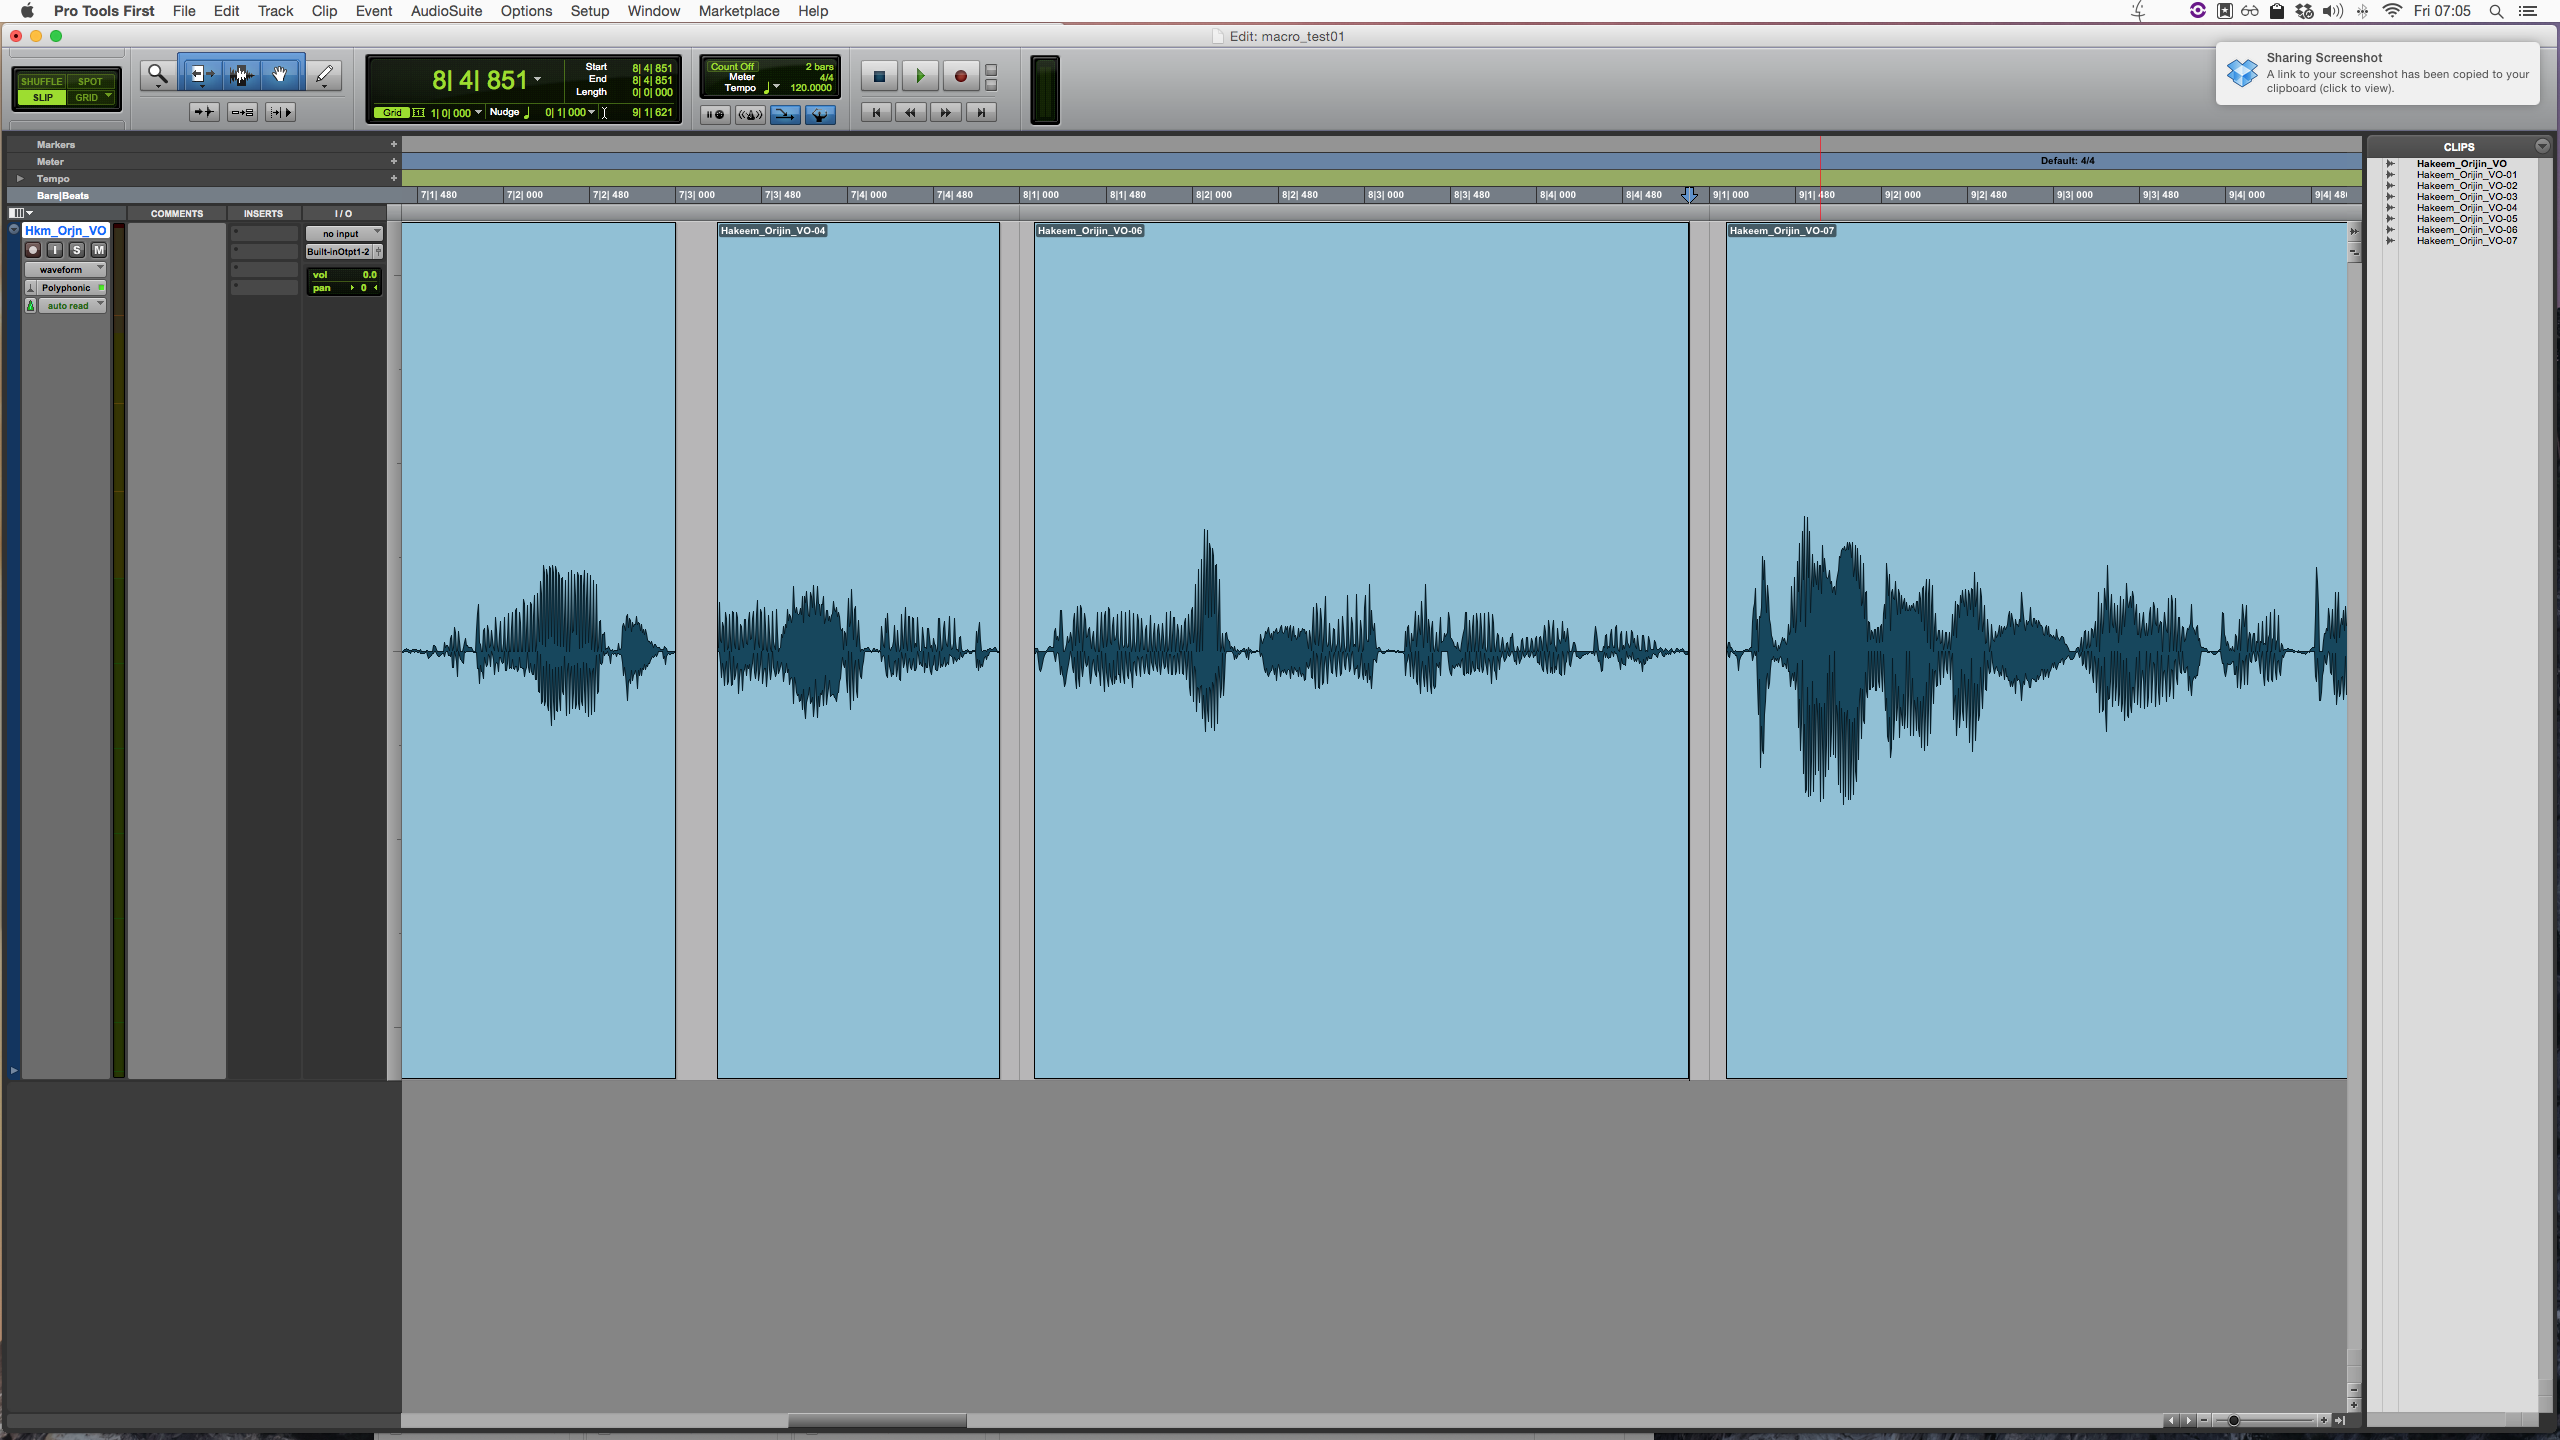 Pro Tools First File Edit Track Clip Event AudioSuite Options Setup Window Marketplace Help Fri 07:05
Edit: macro_test01
Sharing Screenshot
A link to your screenshot has been copied to your
clipboard (click to view).
SHUFFLE SPOT
SLIP GRID
8| 4| 851
Start 8| 4| 851
End 8| 4| 851
Length 0| 0| 000
Grid 1| 0| 000 Nudge 0| 1| 000 9| 1| 621
Count Off 2 bars
Meter 4/4
Tempo 120.0000
Markers
Meter Default: 4/4
Tempo
Bars|Beats 7|1| 480 7|2| 000 7|2| 480 7|3| 000 7|3| 480 7|4| 000 7|4| 480 8|1| 000 8|1| 480 8|2| 000 8|2| 480 8|3| 000 8|3| 480 8|4| 000 8|4| 480 9|1| 000 9|1| 480 9|2| 000 9|2| 480 9|3| 000 9|3| 480 9|4| 000
COMMENTS INSERTS I / O
Hkm_Orjn_VO
I S M
waveform
Polyphonic
auto read
no input
Built-inOtpt1-2
vol 0.0
pan 0
Hakeem_Orijin_VO-04 Hakeem_Orijin_VO-06 Hakeem_Orijin_VO-07
CLIPS
Hakeem_Orijin_VO
Hakeem_Orijin_VO-01
Hakeem_Orijin_VO-02
Hakeem_Orijin_VO-03
Hakeem_Orijin_VO-04
Hakeem_Orijin_VO-05
Hakeem_Orijin_VO-06
Hakeem_Orijin_VO-07